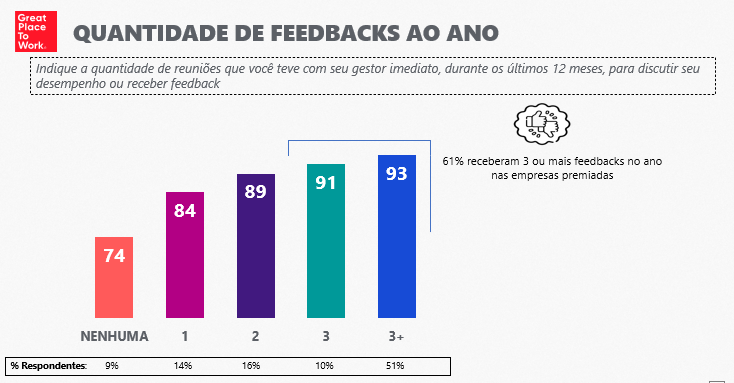 Great
Place
To
Work.
QUANTIDADE DE FEEDBACKS AO ANO
Indique a quantidade de reuniões que você teve com seu gestor imediato, durante os últimos 12 meses, para discutir seu
desempenho ou receber feedback
61% receberam 3 ou mais feedbacks no ano
nas empresas premiadas
74 84 89 91 93
NENHUMA 1 2 3 3+
% Respondentes: 9% 14% 16% 10% 51%